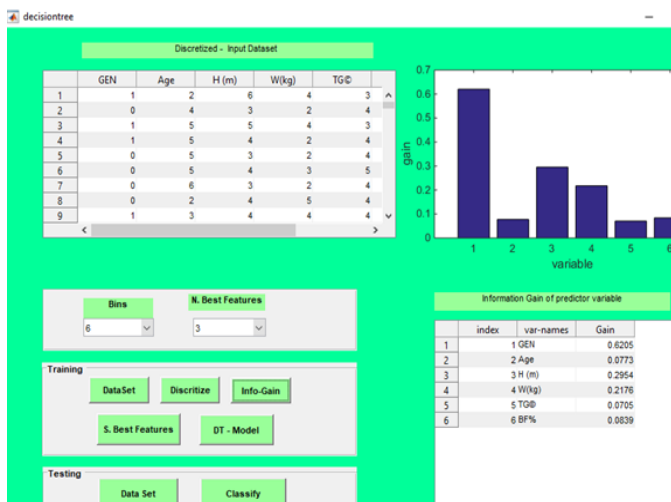 decisiontree
Discretized - Input Dataset
GEN Age H (m) W(kg) TG©
1 1 2 6 4 3
2 0 4 3 2 4
3 1 5 5 4 3
4 1 5 4 2 4
5 0 5 3 2 4
6 0 5 4 3 5
7 0 6 3 2 4
8 0 2 4 5 4
9 1 3 4 4 4
0.7
0.6
0.5
0.4
0.3
0.2
0.1
0
gain
1 2 3 4 5 6
variable
Bins N. Best Features
6 3
Information Gain of predictor variable
index var-names Gain
1 1 GEN 0.6205
2 2 Age 0.0773
3 3 H (m) 0.2954
4 4 W(kg) 0.2176
5 5 TG© 0.0705
6 6 BF% 0.0839
Training
DataSet Discritize Info-Gain
S. Best Features DT - Model
Testing
Data Set Classify